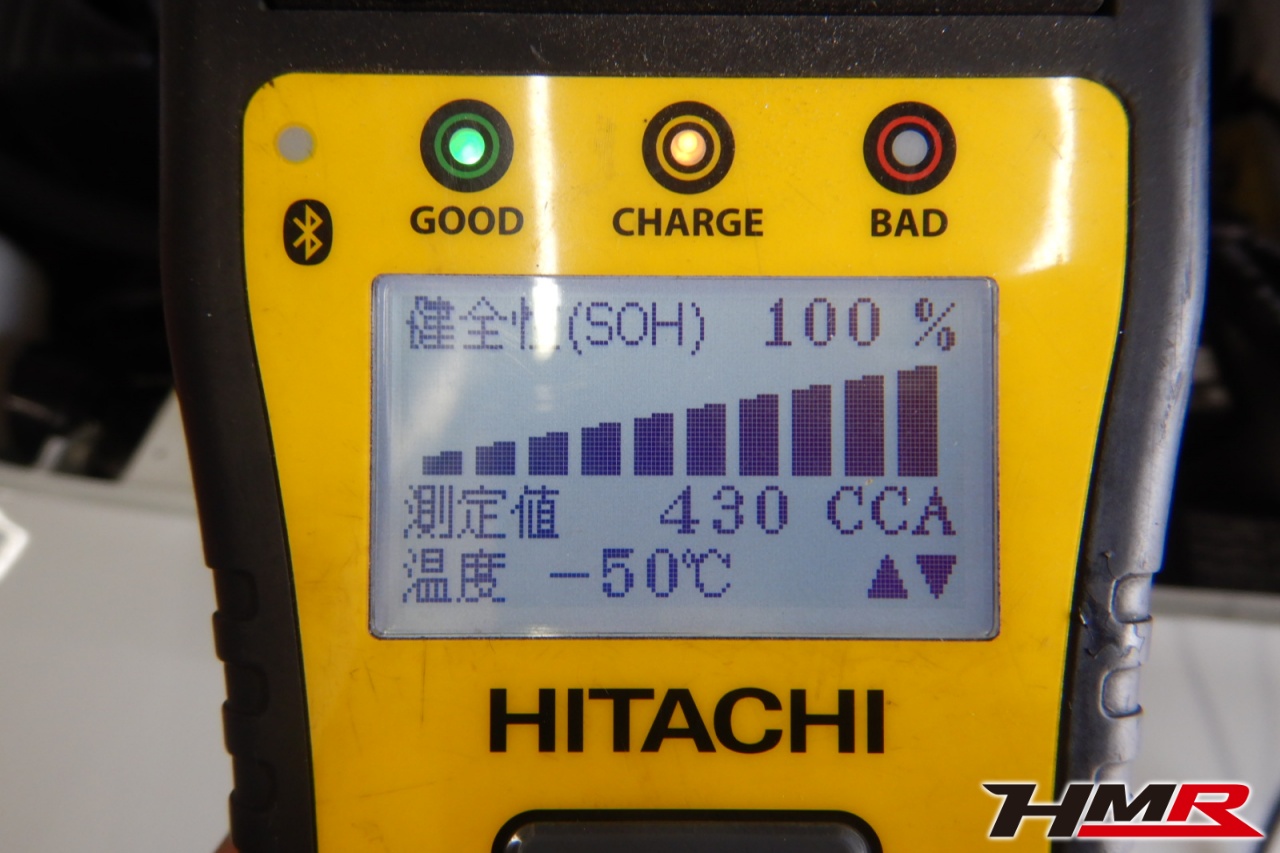 GOOD CHARGE BAD
健全性(SOH) 100 %
測定値 430 CCA
温度 -50℃ ▲▼
HITACHI
HMR